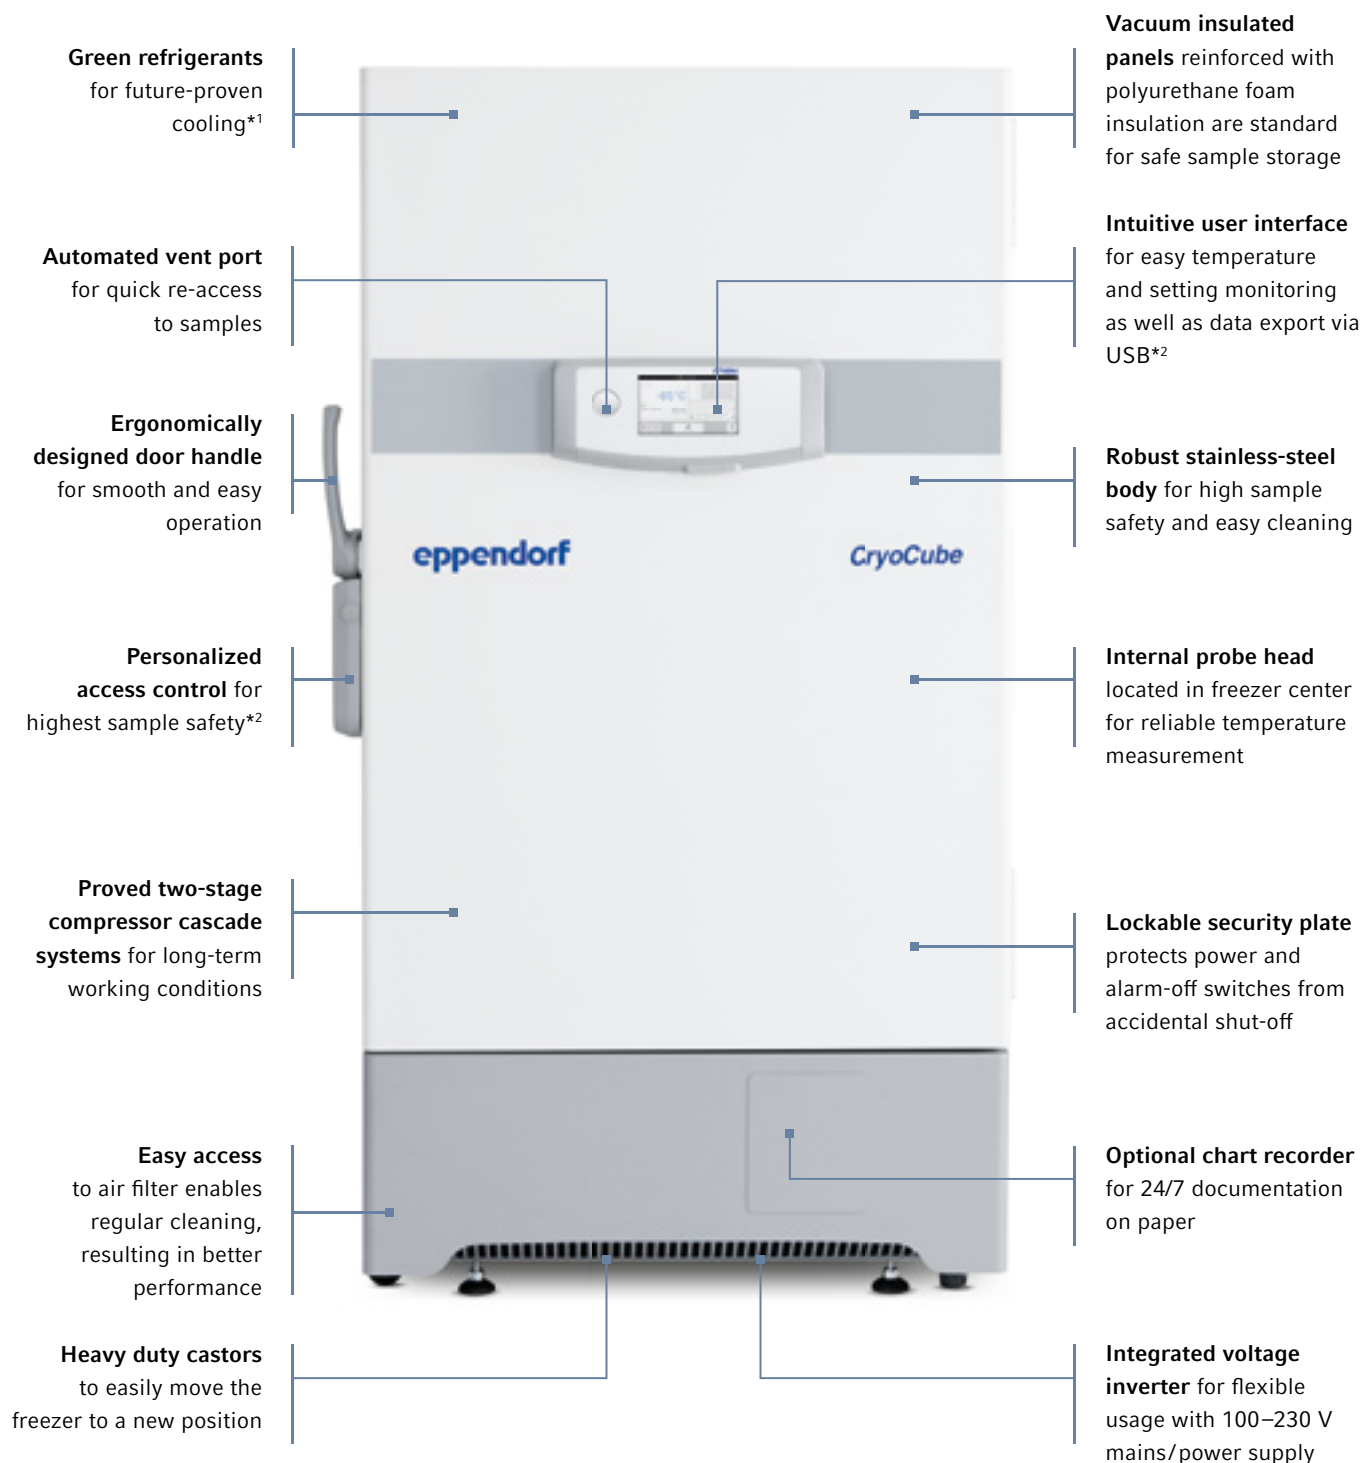 Green refrigerants
for future-proven
cooling*1
Automated vent port
for quick re-access
to samples
Ergonomically
designed door handle
for smooth and easy
operation
Personalized
access control for
highest sample safety*2
Proved two-stage
compressor cascade
systems for long-term
working conditions
Easy access
to air filter enables
regular cleaning,
resulting in better
performance
Heavy duty castors
to easily move the
freezer to a new position
eppendorf
CryoCube
Vacuum insulated
panels reinforced with
polyurethane foam
insulation are standard
for safe sample storage
Intuitive user interface
for easy temperature
and setting monitoring
as well as data export via
USB*2
Robust stainless-steel
body for high sample
safety and easy cleaning
Internal probe head
located in freezer center
for reliable temperature
measurement
Lockable security plate
protects power and
alarm-off switches from
accidental shut-off
Optional chart recorder
for 24/7 documentation
on paper
Integrated voltage
inverter for flexible
usage with 100–230 V
mains/power supply